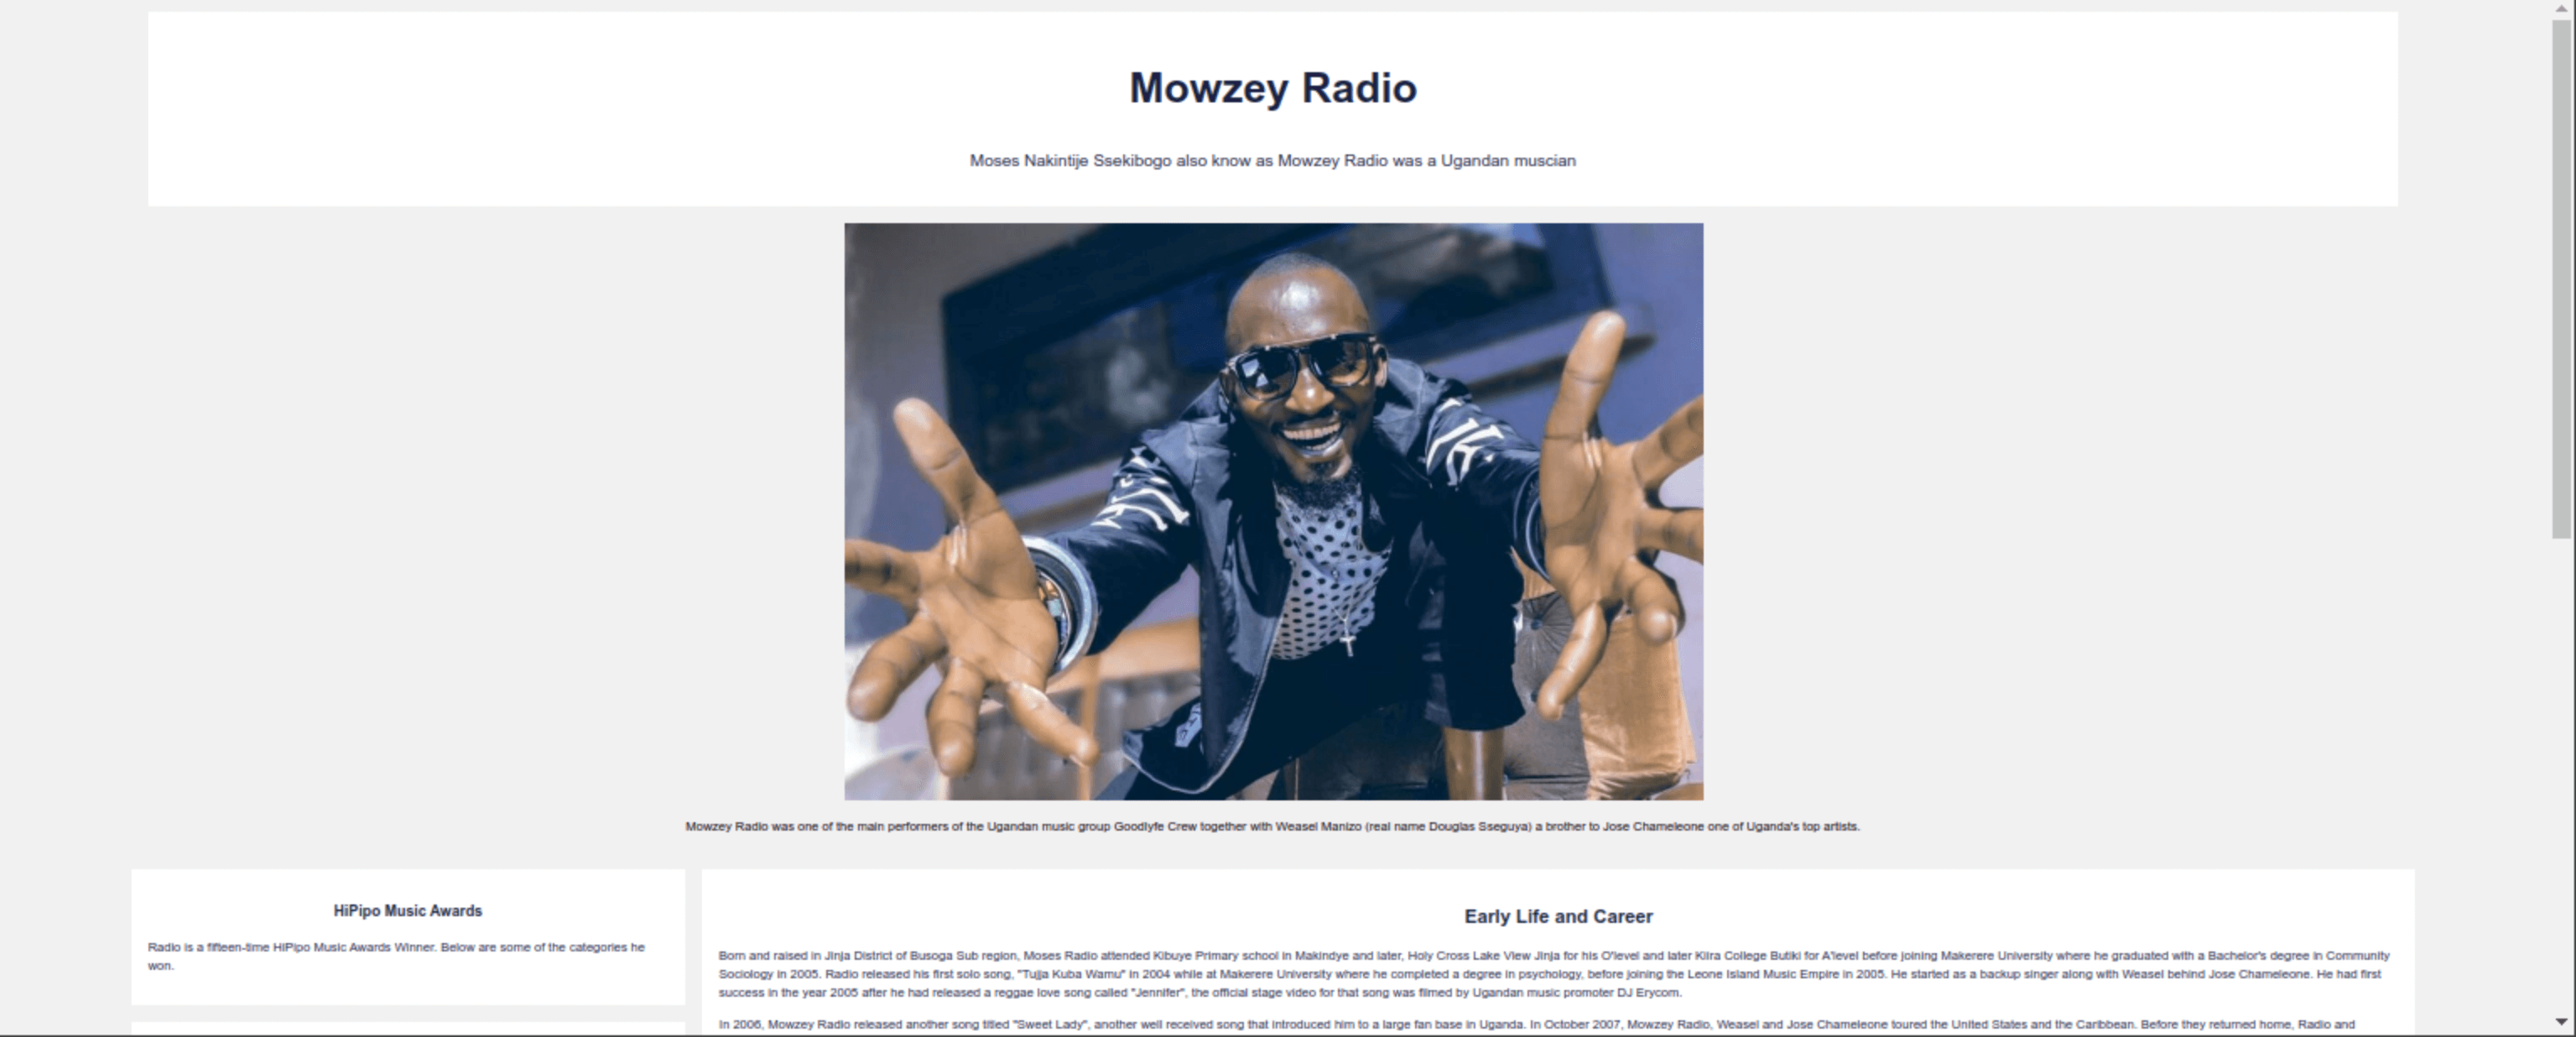 Mowzey Radio
Moses Nakintije Ssekibogo also know as Mowzey Radio was a Ugandan muscian
Mowzey Radio was one of the main performers of the Ugandan music group Goodlyfe Crew together with Weasel Manizo (real name Douglas Sseguya) a brother to Jose Chameleone one of Uganda's top artists.
HiPipo Music Awards
Radio is a fifteen-time HiPipo Music Awards Winner. Below are some of the categories he
won.
Early Life and Career
Born and raised in Jinja District of Busoga Sub region, Moses Radio attended Kibuye Primary school in Makindye and later, Holy Cross Lake View Jinja for his O'level and later Kiira College Butiki for A'level before joining Makerere University where he graduated with a Bachelor's degree in Community
Sociology in 2005. Radio released his first solo song, "Tujja Kuba Wamu" in 2004 while at Makerere University where he completed a degree in psychology, before joining the Leone Island Music Empire in 2005. He started as a backup singer along with Weasel behind Jose Chameleone. He had first
success in the year 2005 after he had released a reggae love song called "Jennifer", the official stage video for that song was filmed by Ugandan music promoter DJ Erycom.
In 2006, Mowzey Radio released another song titled "Sweet Lady", another well received song that introduced him to a large fan base in Uganda. In October 2007, Mowzey Radio, Weasel and Jose Chameleone toured the United States and the Caribbean. Before they returned home, Radio and